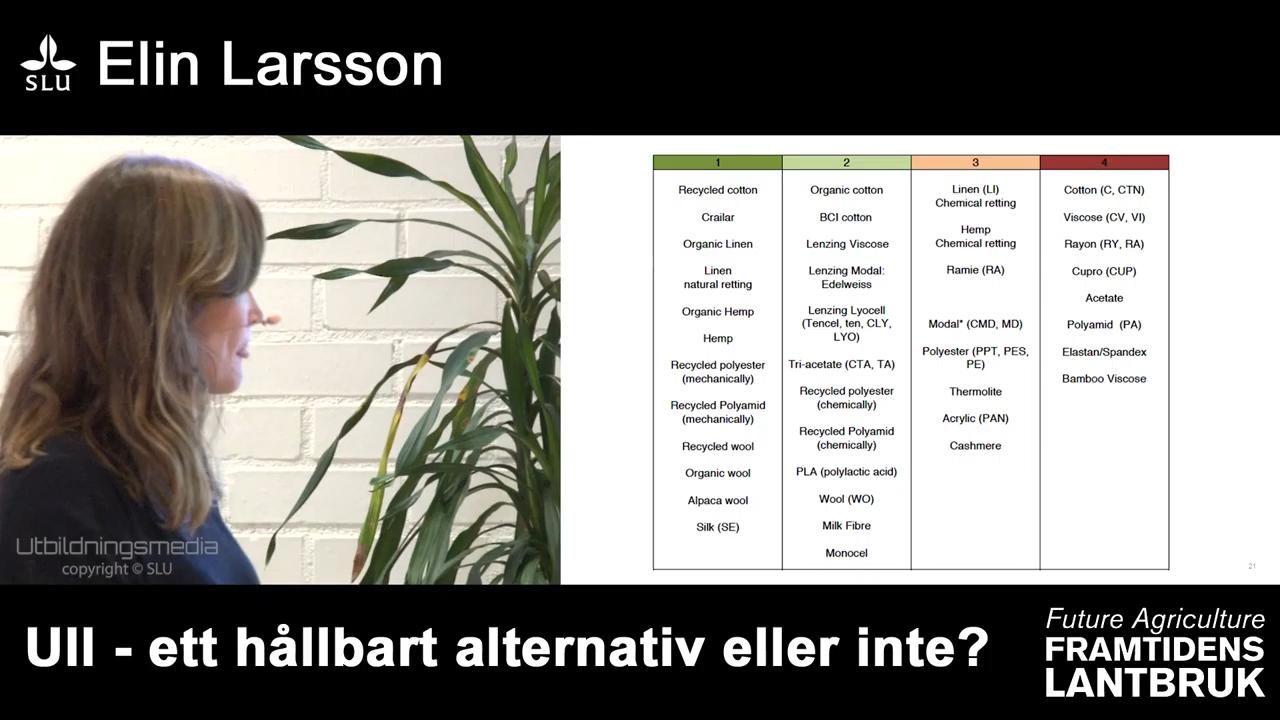 SLU
Elin Larsson
1
Recycled cotton
Crailar
Organic Linen
Linen
natural retting
Organic Hemp
Hemp
Recycled polyester
(mechanically)
Recycled Polyamid
(mechanically)
Recycled wool
Organic wool
Alpaca wool
Silk (SE)
2
Organic cotton
BCI cotton
Lenzing Viscose
Lenzing Modal:
Edelweiss
Lenzing Lyocell
(Tencel, ten, CLY,
LYO)
Tri-acetate (CTA, TA)
Recycled polyester
(chemically)
Recycled Polyamid
(chemically)
PLA (polylactic acid)
Wool (WO)
Milk Fibre
Monocel
3
Linen (LI)
Chemical retting
Hemp
Chemical retting
Ramie (RA)
Modal* (CMD, MD)
Polyester (PPT, PES,
PE)
Thermolite
Acrylic (PAN)
Cashmere
4
Cotton (C, CTN)
Viscose (CV, VI)
Rayon (RY, RA)
Cupro (CUP)
Acetate
Polyamid (PA)
Elastan/Spandex
Bamboo Viscose
21
Utbildningsmedia
copyright © SLU
Ull - ett hållbart alternativ eller inte?
Future Agriculture
FRAMTIDENS
LANTBRUK